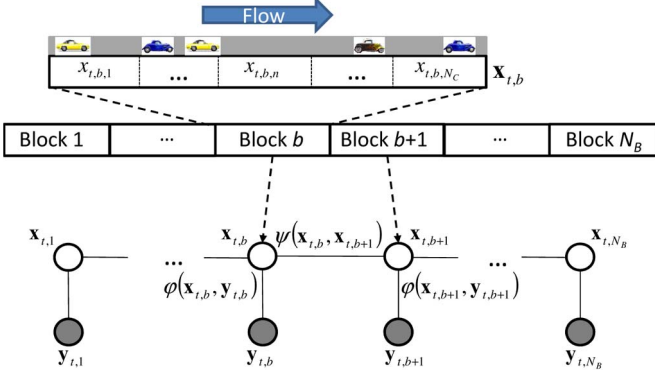 Flow
x_{t,b,1} ... x_{t,b,n} ... x_{t,b,N_C} 𝐱_{t,b}
Block 1 ... Block b Block b+1 ... Block N_B
𝐱_{t,1} 𝐱_{t,b} ψ(𝐱_{t,b}, 𝐱_{t,b+1}) 𝐱_{t,b+1} 𝐱_{t,N_B}
... ...
φ(𝐱_{t,b}, 𝐲_{t,b}) φ(𝐱_{t,b+1}, 𝐲_{t,b+1})
𝐲_{t,1} 𝐲_{t,b} 𝐲_{t,b+1} 𝐲_{t,N_B}